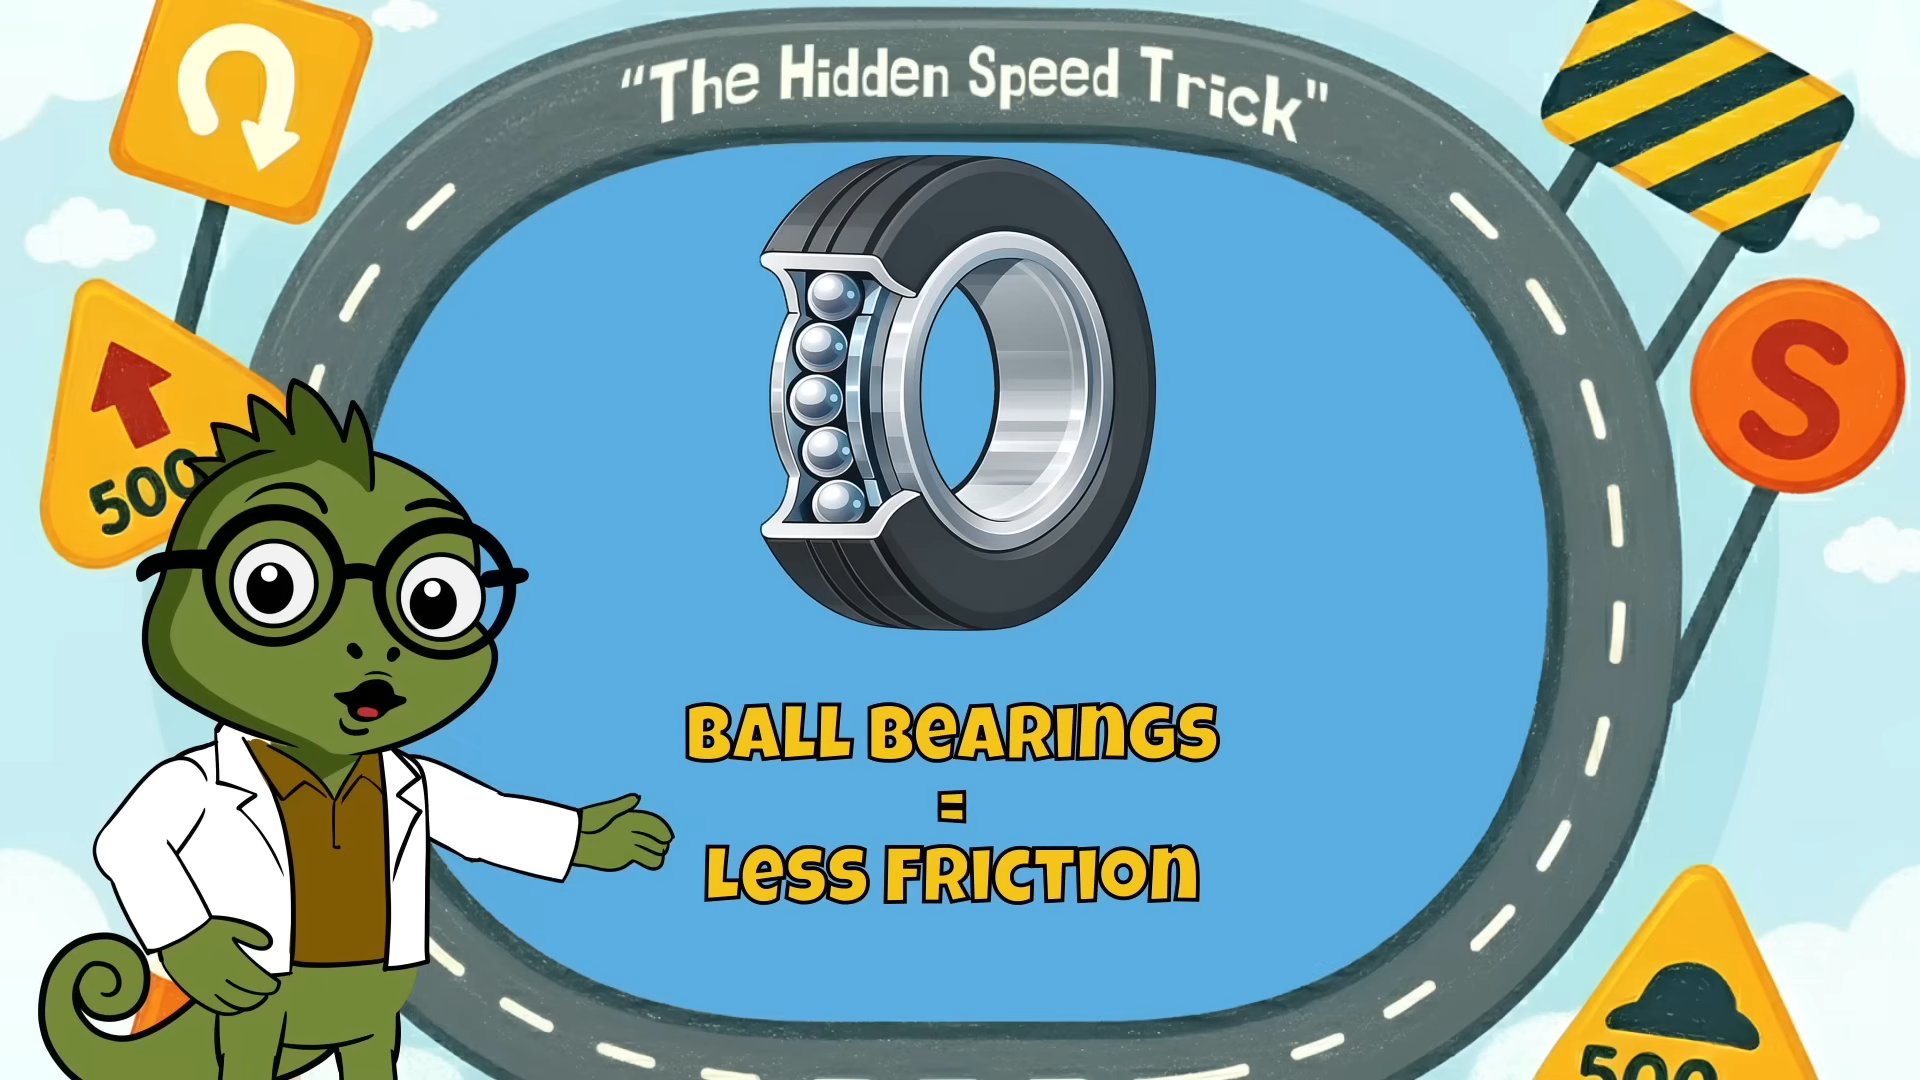 “The Hidden Speed Trick"
S
500
BALL BEARINGS
=
LESS FRICTION
500